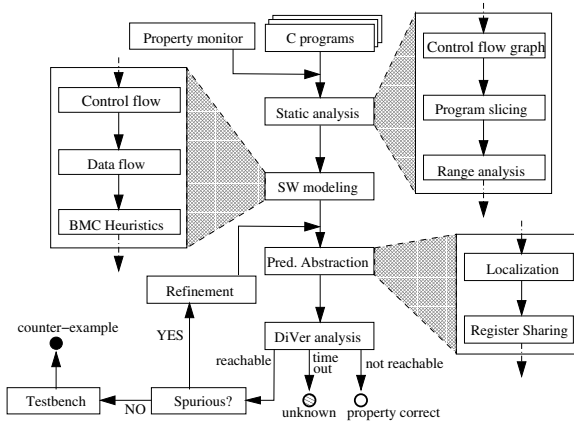 Property monitor
C programs
Control flow graph
Control flow
Static analysis
Program slicing
Data flow
Range analysis
SW modeling
BMC Heuristics
Pred. Abstraction
Localization
Refinement
Register Sharing
counter-example
YES
DiVer analysis
reachable
time
out
not reachable
Testbench
NO
Spurious?
unknown
property correct